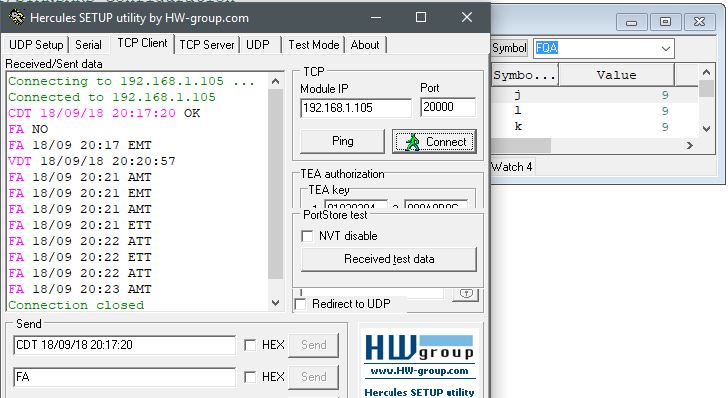 Hercules SETUP utility by HW-group.com
UDP Setup Serial TCP Client TCP Server UDP Test Mode About
Received/Sent data
Connecting to 192.168.1.105 ...
Connected to 192.168.1.105
CDT 18/09/18 20:17:20 OK
FA NO
FA 18/09 20:17 EMT
VDT 18/09/18 20:20:57
FA 18/09 20:21 AMT
FA 18/09 20:21 EMT
FA 18/09 20:21 AMT
FA 18/09 20:21 ETT
FA 18/09 20:22 ATT
FA 18/09 20:22 ETT
FA 18/09 20:22 ATT
FA 18/09 20:23 AMT
Connection closed
TCP
Module IP Port
192.168.1.105 20000
Ping Connect
TEA authorization
TEA key
PortStore test
NVT disable
Received test data
Redirect to UDP
Send
CDT 18/09/18 20:17:20 HEX Send
FA HEX Send
HW group
www.HW-group.com
Hercules SETUP utility
Symbol FQA
Symbo... Value
j 9
l 9
k 9
Watch 4